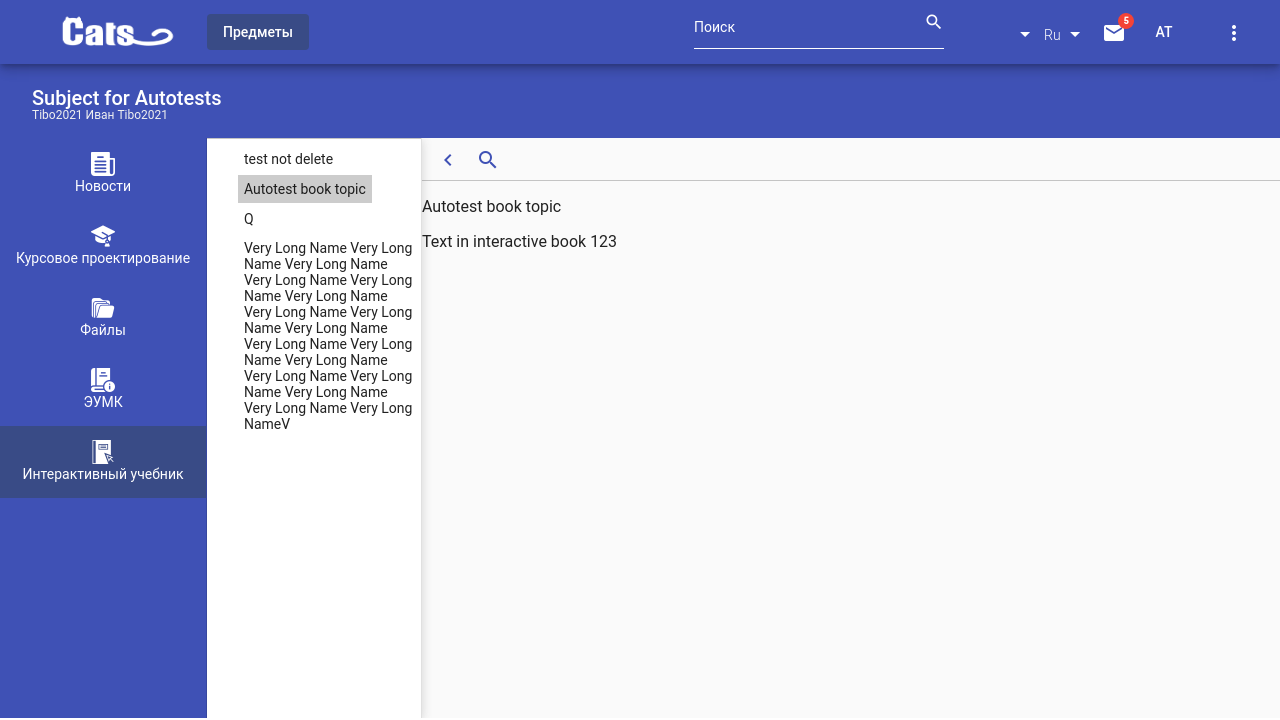 Cats
Предметы
Поиск
Ru
5
AT
Subject for Autotests
Tibo2021 Иван Tibo2021
Новости
Курсовое проектирование
Файлы
ЭУМК
Интерактивный учебник
test not delete
Autotest book topic
Q
Very Long Name Very Long
Name Very Long Name
Very Long Name Very Long
Name Very Long Name
Very Long Name Very Long
Name Very Long Name
Very Long Name Very Long
Name Very Long Name
Very Long Name Very Long
Name Very Long Name
Very Long Name Very Long
NameV
Autotest book topic
Text in interactive book 123